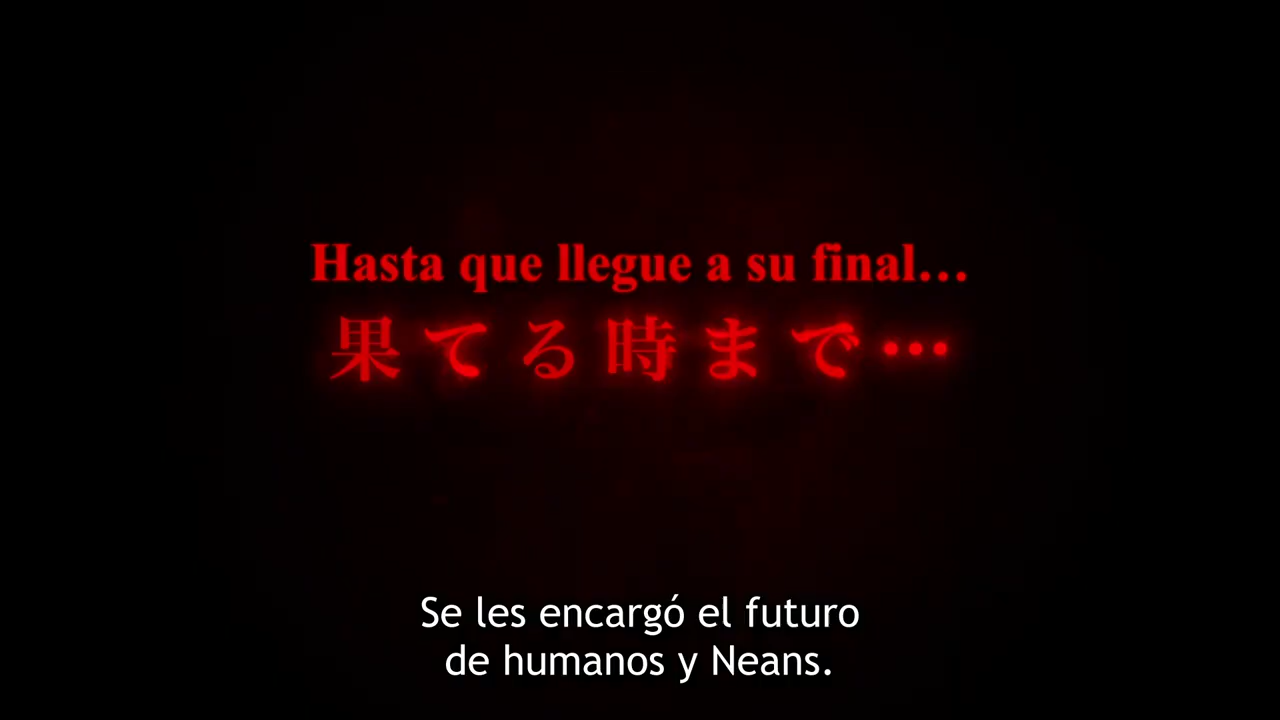 Hasta que llegue a su final…
果てる時まで…
Se les encargó el futuro
de humanos y Neans.